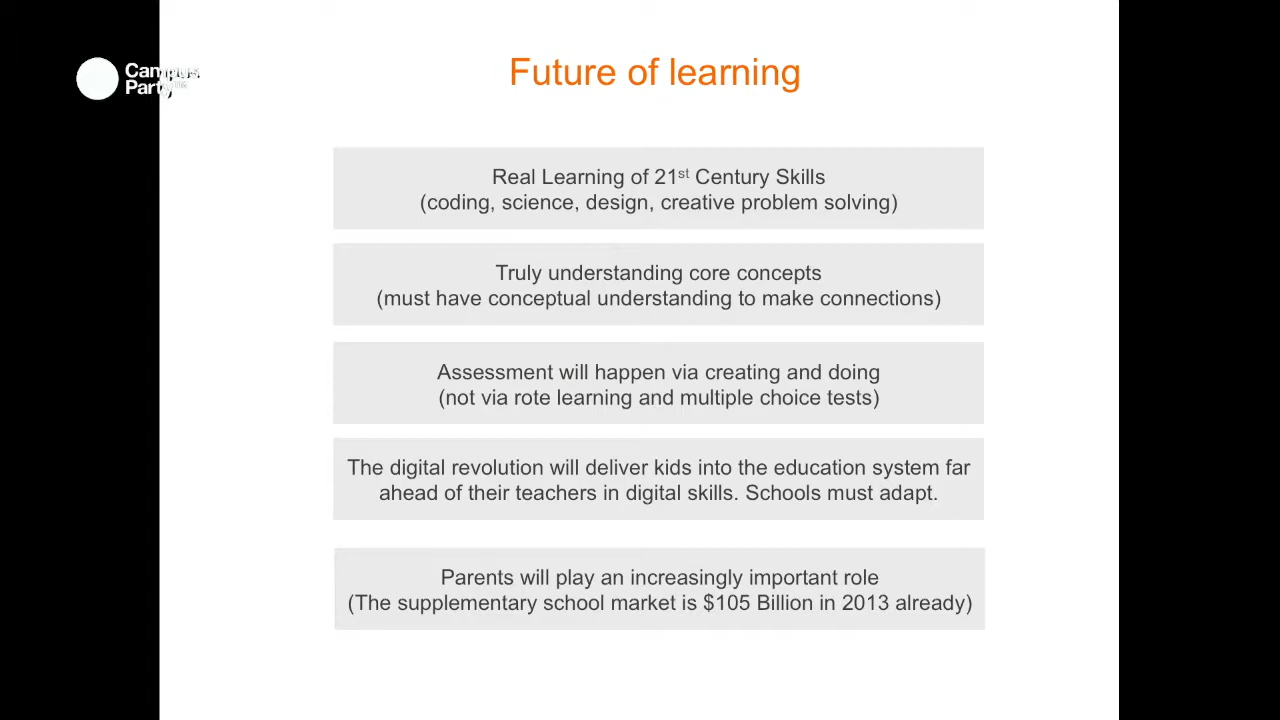 Campus
Party
Future of learning
Real Learning of 21st Century Skills
(coding, science, design, creative problem solving)
Truly understanding core concepts
(must have conceptual understanding to make connections)
Assessment will happen via creating and doing
(not via rote learning and multiple choice tests)
The digital revolution will deliver kids into the education system far
ahead of their teachers in digital skills. Schools must adapt.
Parents will play an increasingly important role
(The supplementary school market is $105 Billion in 2013 already)